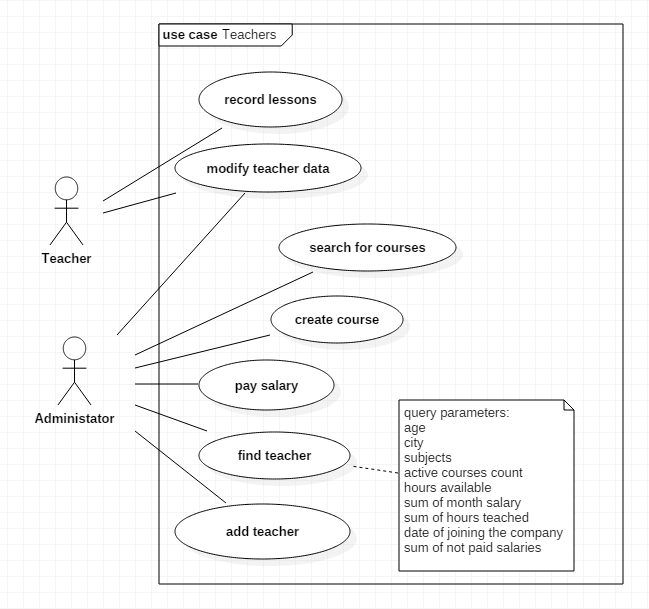 use case Teachers
record lessons
modify teacher data
Teacher
search for courses
create course
Administator
pay salary
find teacher
add teacher
query parameters:
age
city
subjects
active courses count
hours available
sum of month salary
sum of hours teached
date of joining the company
sum of not paid salaries